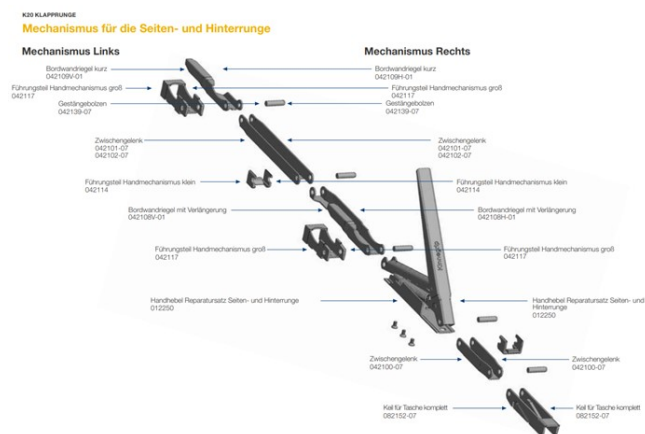 K20 KLAPPRUNGE
Mechanismus für die Seiten- und Hinterrunge
Mechanismus Links
Mechanismus Rechts
Bordwandriegel kurz
042109V-01
Bordwandriegel kurz
042109H-01
Führungsteil Handmechanismus groß
042117
Führungsteil Handmechanismus groß
042117
Gestängebolzen
042139-07
Gestängebolzen
042139-07
Zwischengelenk
042101-07
042102-07
Zwischengelenk
042101-07
042102-07
Führungsteil Handmechanismus klein
042114
Führungsteil Handmechanismus klein
042114
Bordwandriegel mit Verlängerung
042108V-01
Bordwandriegel mit Verlängerung
042108H-01
Führungsteil Handmechanismus groß
042117
Führungsteil Handmechanismus groß
042117
Handhebel Reparatursatz Seiten- und Hinterrunge
012250
Handhebel Reparatursatz Seiten- und
Hinterrunge
012250
Zwischengelenk
042100-07
Zwischengelenk
042100-07
Keil für Tasche komplett
082152-07
Keil für Tasche komplett
082152-07